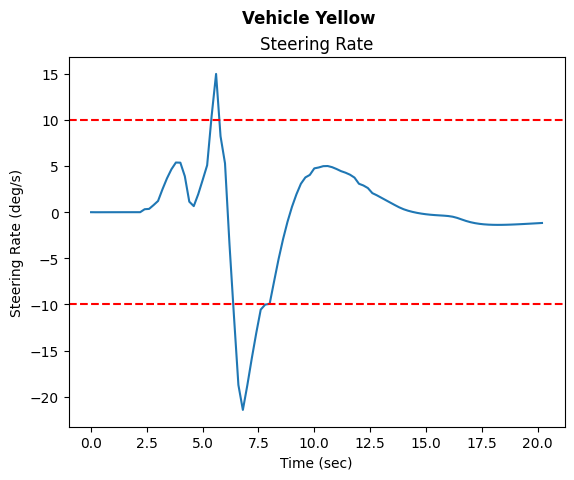 Vehicle Yellow
Steering Rate
Steering Rate (deg/s)
15
10
5
0
−5
−10
−15
−20
0.0 2.5 5.0 7.5 10.0 12.5 15.0 17.5 20.0
Time (sec)